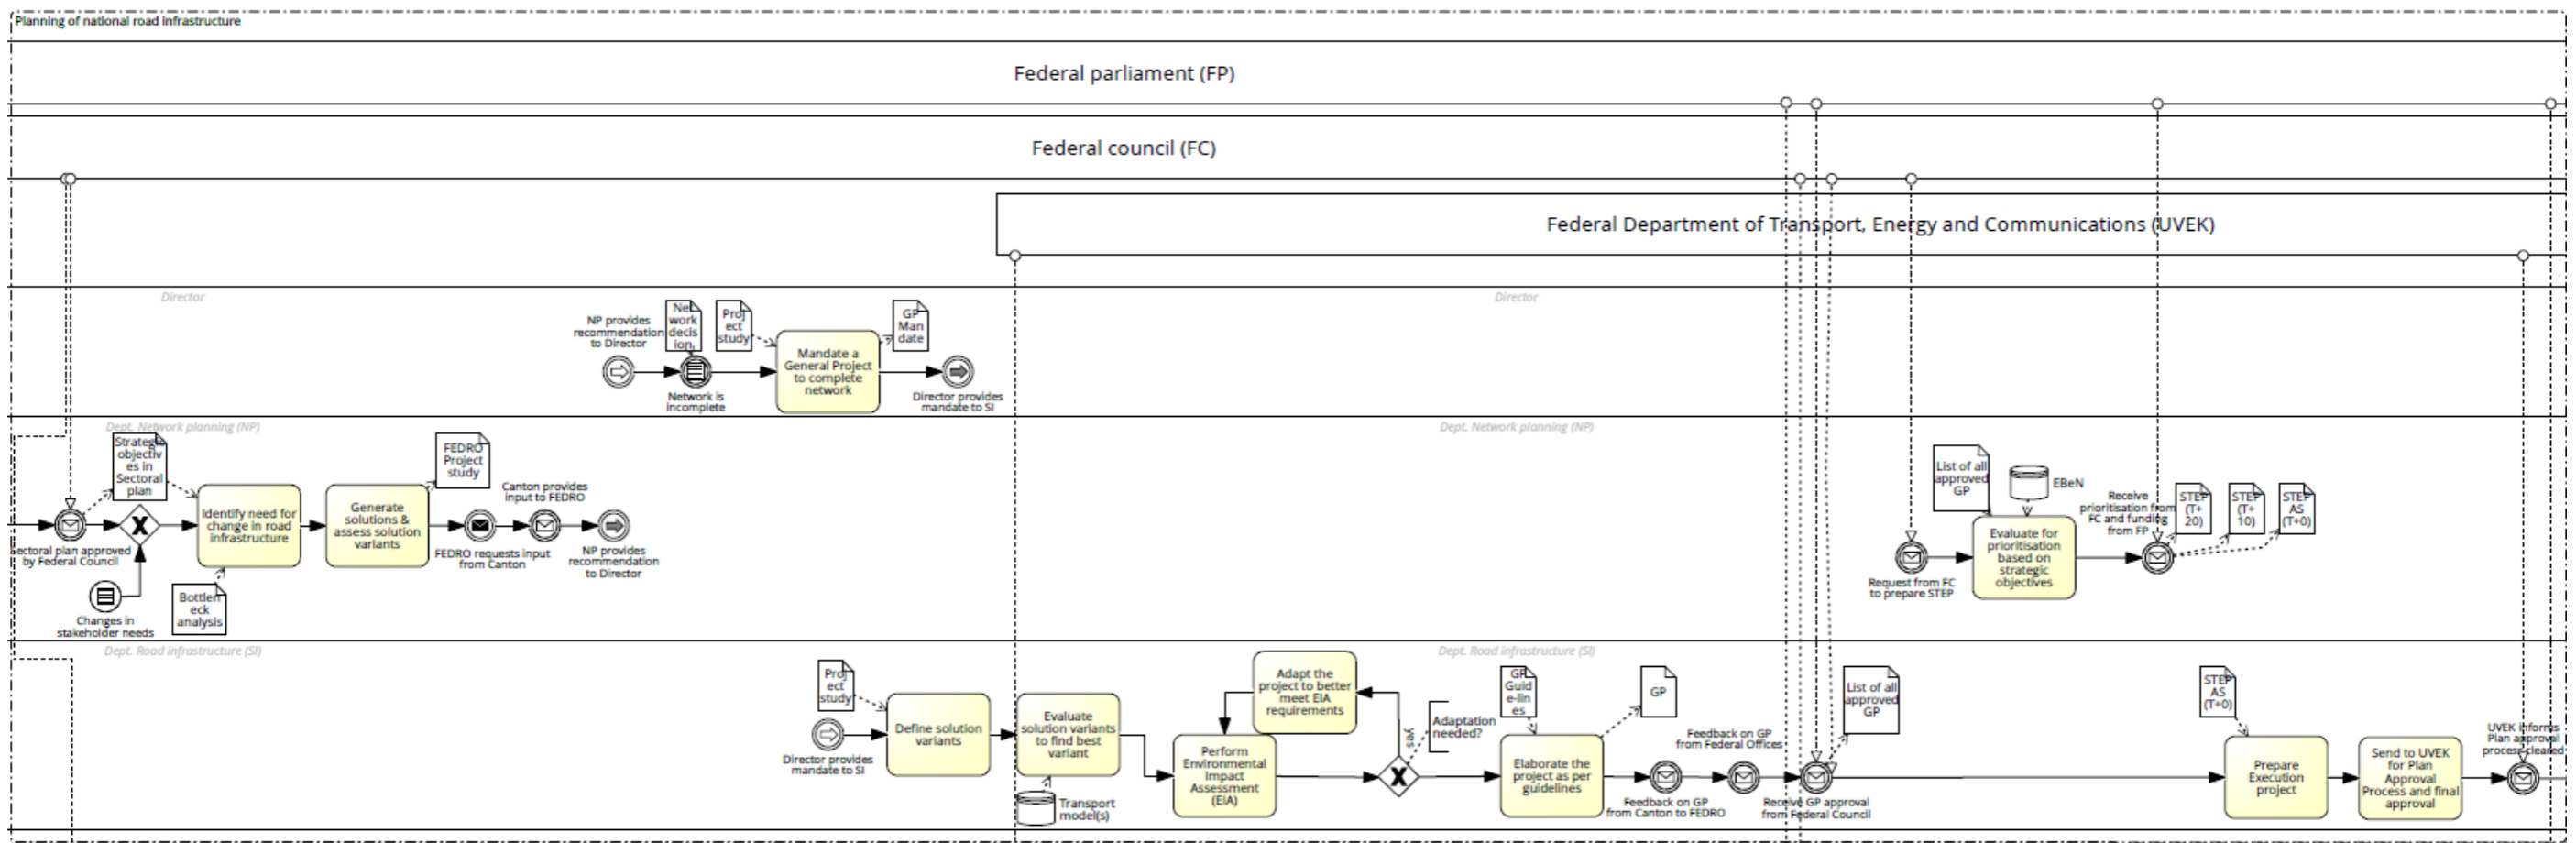 Planning of national road infrastructure
Federal parliament (FP)
Federal council (FC)
Federal Department of Transport, Energy and Communications (UVEK)
Director
Director
NP provides
recommendation
to Director
Net
work
decis
ion
Network is
incomplete
Proj
ect
study
Mandate a
General Project
to complete
network
GP
Man
date
Director provides
mandate to SI
Dept. Network planning (NP)
Dept. Network planning (NP)
Strategic
objectiv
es in
Sectoral
plan
ectoral plan approved
by Federal Council
Changes in
stakeholder needs
X
Bottlen
eck
analysis
Identify need for
change in road
infrastructure
Generate
solutions &
assess solution
variants
FEDRO
Project
study
FEDRO requests input
from Canton
Canton provides
input to FEDRO
NP provides
recommendation
to Director
Request from FC
to prepare STEP
List of all
approved
GP
EBeN
Evaluate for
prioritisation
based on
strategic
objectives
Receive
prioritisation from
FC and funding
from FP
STEP
(T+
20)
STEP
(T+
10)
STEP
AS
(T+0)
Dept. Road infrastructure (SI)
Dept. Road infrastructure (SI)
Proj
ect
study
Director provides
mandate to SI
Define solution
variants
Evaluate
solution variants
to find best
variant
Transport
model(s)
Perform
Environmental
Impact
Assessment
(EIA)
Adapt the
project to better
meet EIA
requirements
yes
X
Adaptation
needed?
GP
Guid
e-lin
es
Elaborate the
project as per
guidelines
GP
Feedback on GP
from Canton to FEDRO
Feedback on GP
from Federal Offices
Receive GP approval
from Federal Council
List of all
approved
GP
STEP
AS
(T+0)
Prepare
Execution
project
Send to UVEK
for Plan
Approval
Process and final
approval
UVEK informs
Plan approval
process cleared